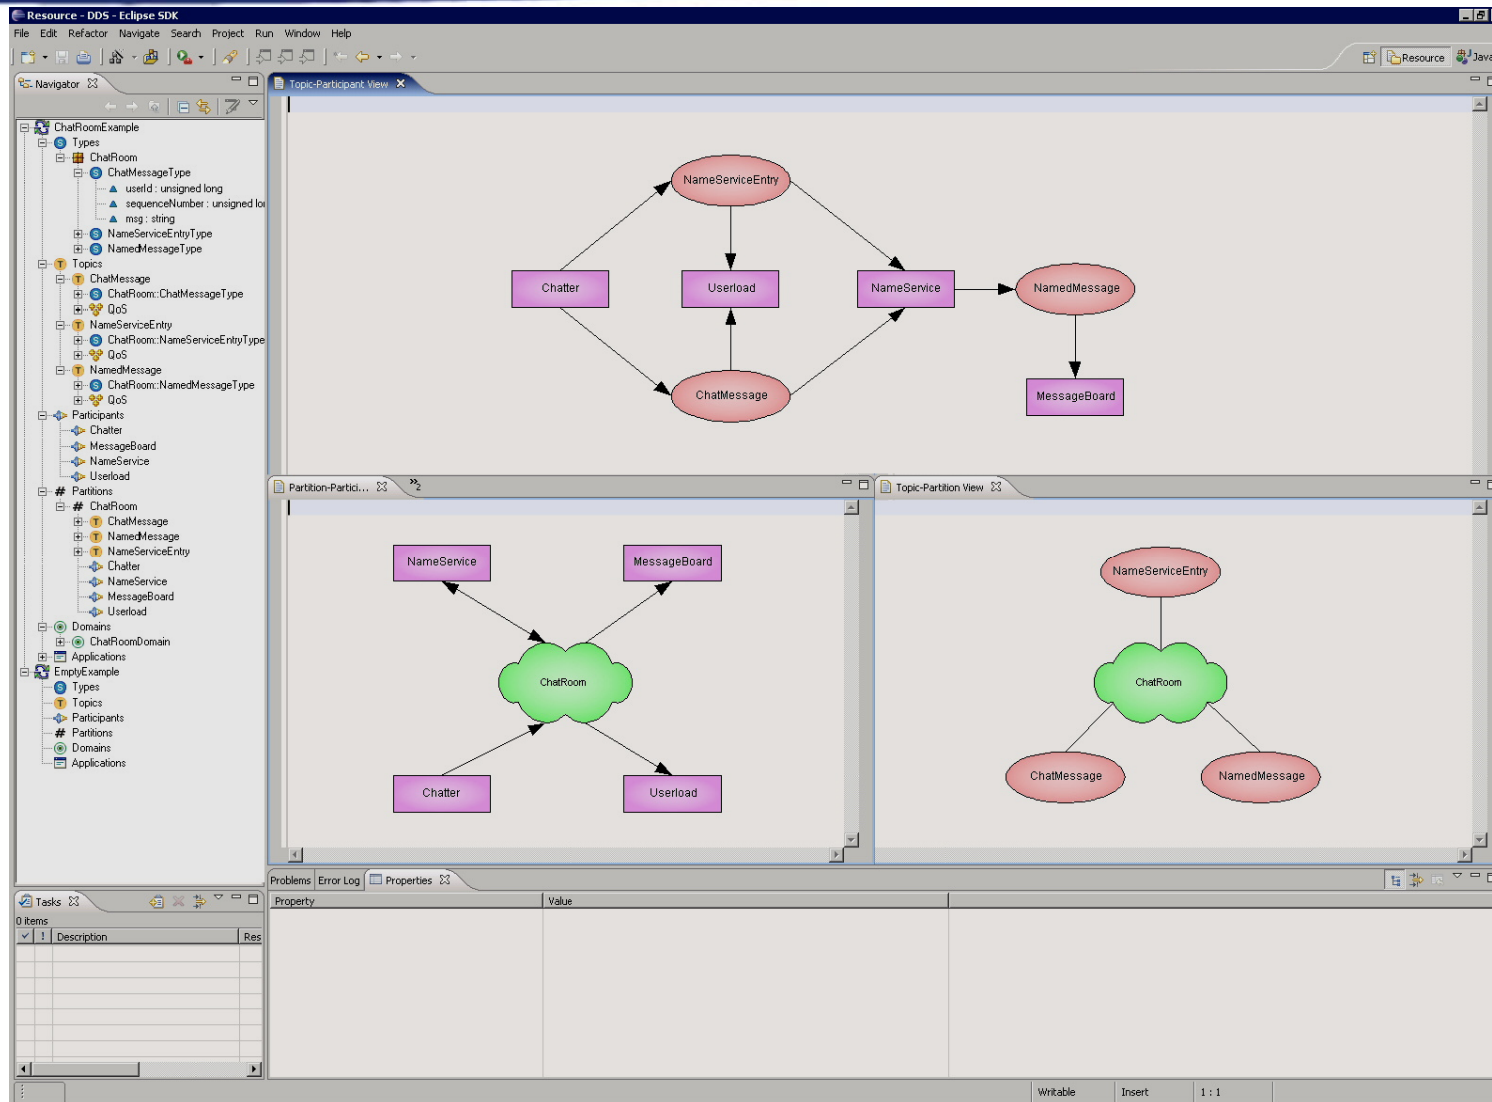 Resource - DDS - Eclipse SDK
File Edit Refactor Navigate Search Project Run Window Help
Resource Java
Navigator
ChatRoomExample
Types
ChatRoom
ChatMessageType
userId : unsigned long
sequenceNumber : unsigned
msg : string
NameServiceEntryType
NamedMessageType
Topics
ChatMessage
ChatRoom::ChatMessageType
QoS
NameServiceEntry
ChatRoom::NameServiceEntryType
QoS
NamedMessage
ChatRoom::NamedMessageType
QoS
Participants
Chatter
MessageBoard
NameService
Userload
# Partitions
# ChatRoom
ChatMessage
NamedMessage
NameServiceEntry
Chatter
NameService
MessageBoard
Userload
Domains
ChatRoomDomain
Applications
EmptyExample
Types
Topics
Participants
# Partitions
Domains
Applications
Topic-Participant View
NameServiceEntry
Chatter Userload NameService NamedMessage
ChatMessage MessageBoard
Partition-Partici... »2
NameService MessageBoard
ChatRoom
Chatter Userload
Topic-Partition View
NameServiceEntry
ChatRoom
ChatMessage NamedMessage
Tasks
0 items
! Description Res
Problems Error Log Properties
Property Value
Writable Insert 1 : 1